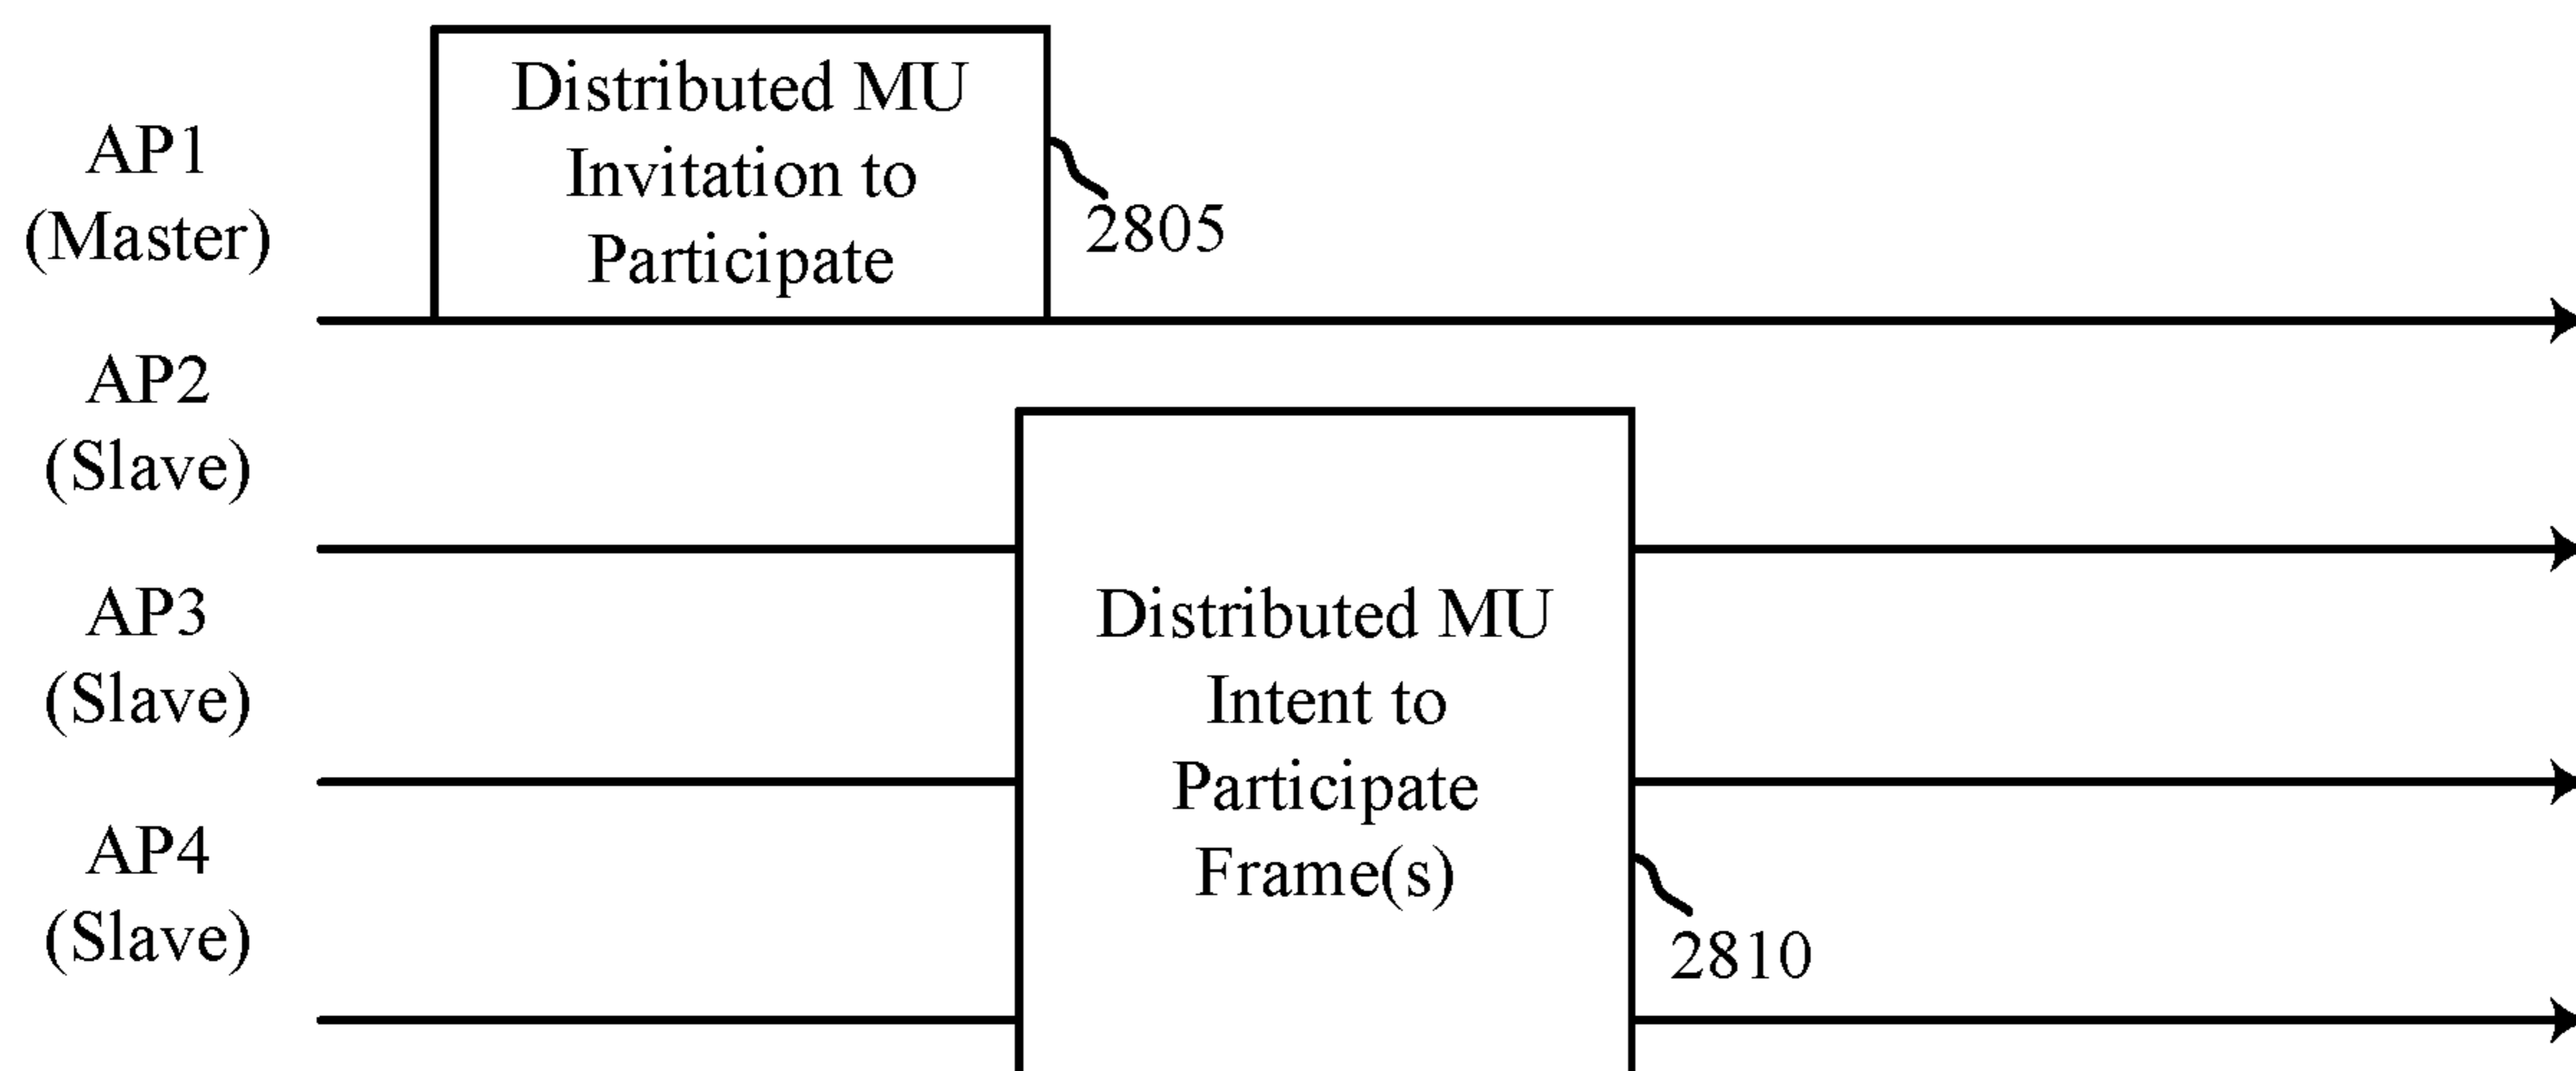 Distributed MU
Invitation to
Participate
AP1
(Master)
2805
AP2
(Slave)
AP3
(Slave)
Distributed MU
Intent to
Participate
Frame(s)
AP4
(Slave)
2810